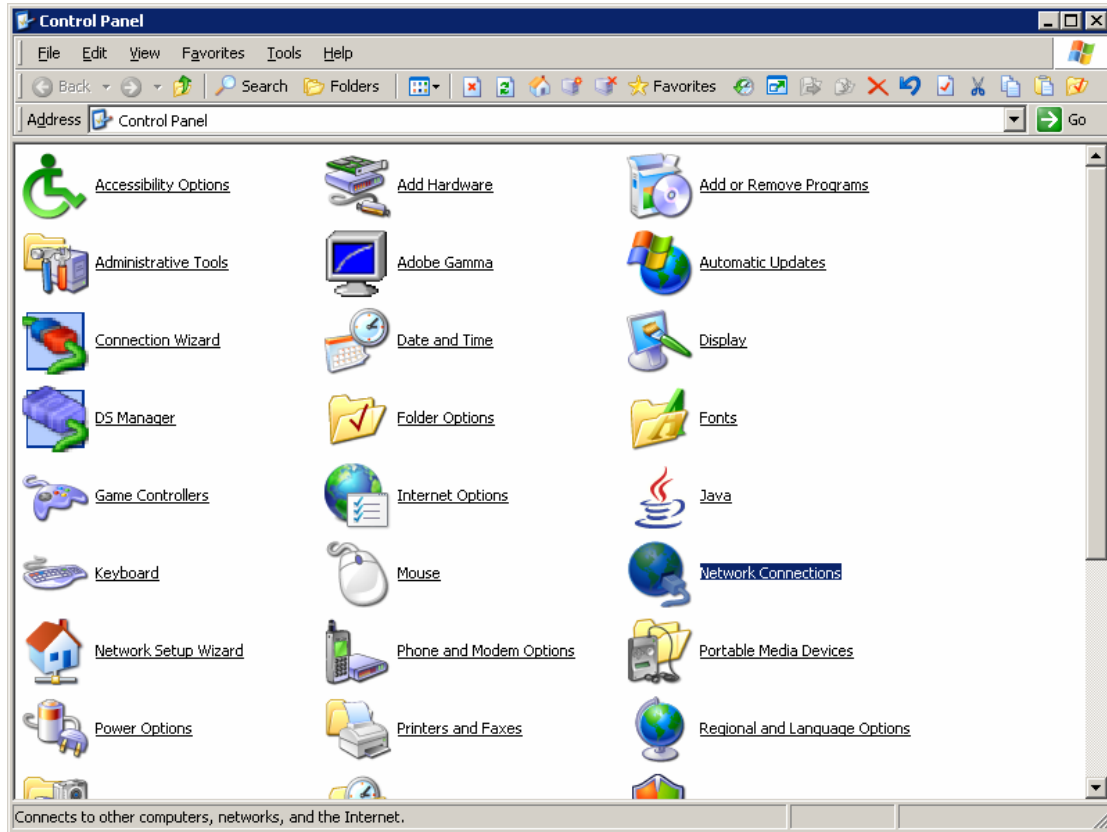 Control Panel
File Edit View Favorites Tools Help
Back Search Folders Favorites
Address Control Panel Go
Accessibility Options Add Hardware Add or Remove Programs
Administrative Tools Adobe Gamma Automatic Updates
Connection Wizard Date and Time Display
DS Manager Folder Options Fonts
Game Controllers Internet Options Java
Keyboard Mouse Network Connections
Network Setup Wizard Phone and Modem Options Portable Media Devices
Power Options Printers and Faxes Regional and Language Options
Connects to other computers, networks, and the Internet.